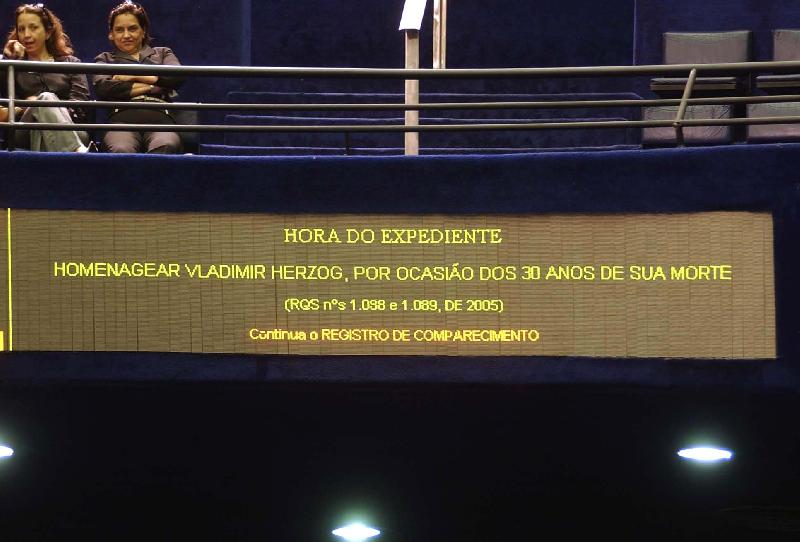 HORA DO EXPEDIENTE
HOMENAGEAR VLADIMIR HERZOG, POR OCASIÃO DOS 30 ANOS DE SUA MORTE
(RQS nºs 1.098 e 1.089, DE 2005)
Continua o REGISTRO DE COMPARECIMENTO